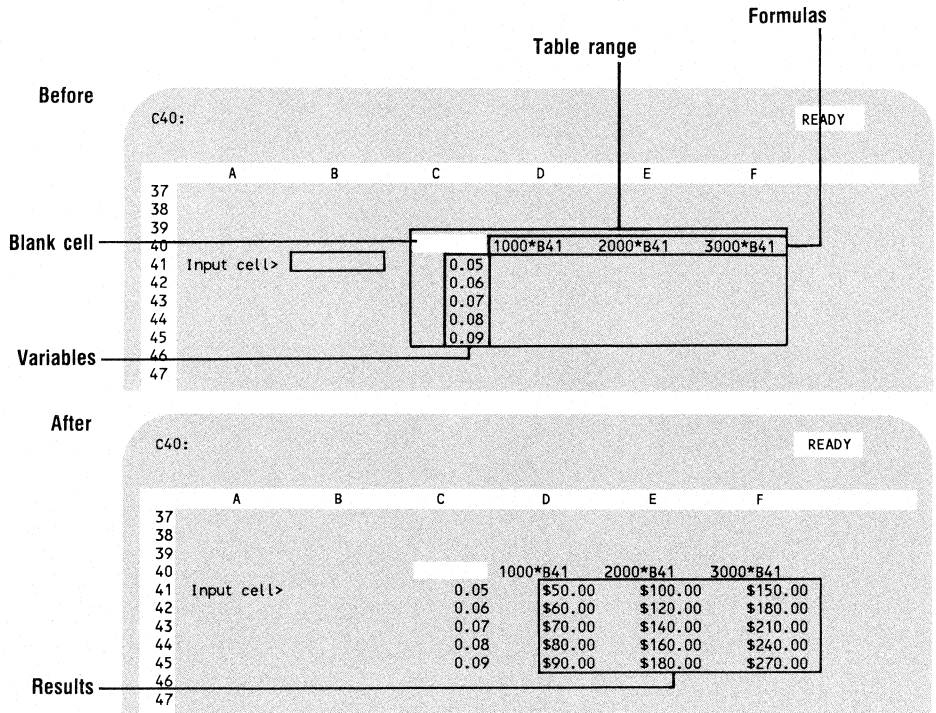 Formulas
Table range
Before
C40:
READY
A B C D E F
37
38
39
Blank cell
40 1000*B41 2000*B41 3000*B41
41 Input cell> 0.05
42 0.06
43 0.07
44 0.08
45 0.09
Variables
46
47
After
C40:
READY
A B C D E F
37
38
39
40 1000*B41 2000*B41 3000*B41
41 Input cell> 0.05 $50.00 $100.00 $150.00
42 0.06 $60.00 $120.00 $180.00
43 0.07 $70.00 $140.00 $210.00
44 0.08 $80.00 $160.00 $240.00
45 0.09 $90.00 $180.00 $270.00
46
Results
47